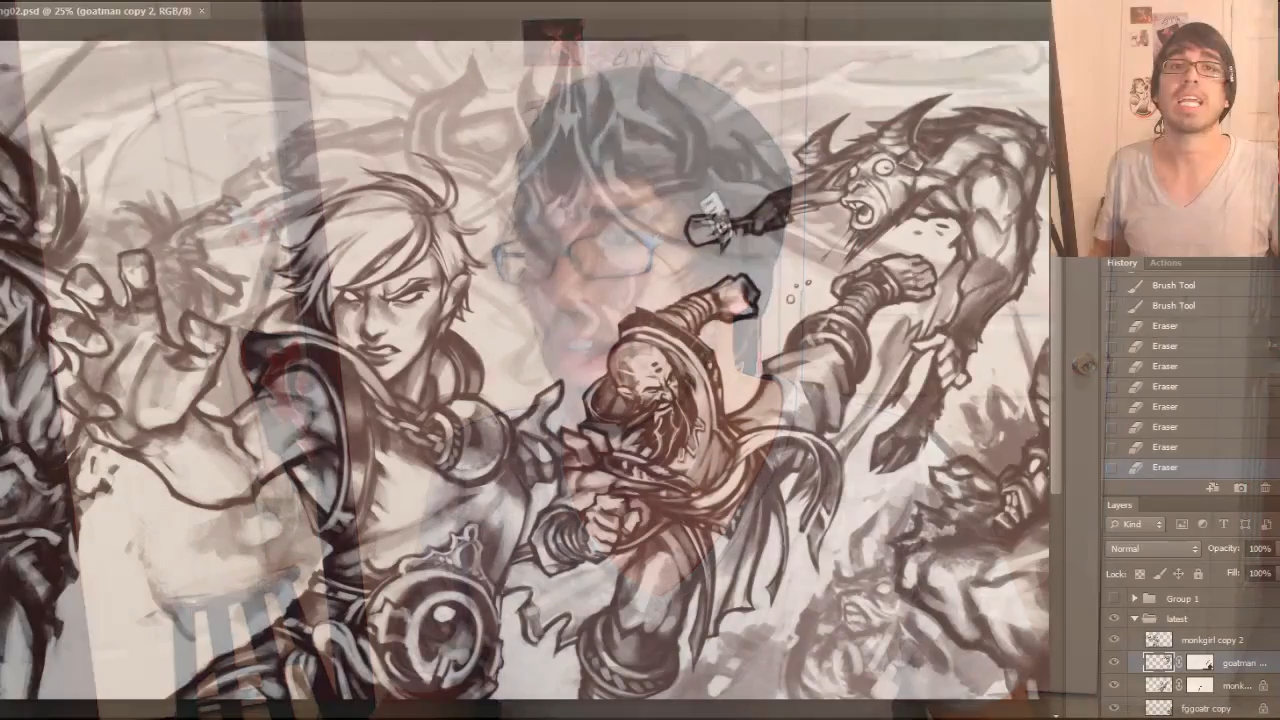 ng02.psd @ 25% (goatman copy 2, RGB/8) ×
History Actions
Brush Tool
Brush Tool
Eraser
Eraser
Eraser
Eraser
Eraser
Eraser
Eraser
Eraser
Layers
Kind
Normal Opacity: 100%
Lock: Fill: 100%
Group 1
latest
monkgirl copy 2
goatman ...
monk...
fggoatr copy